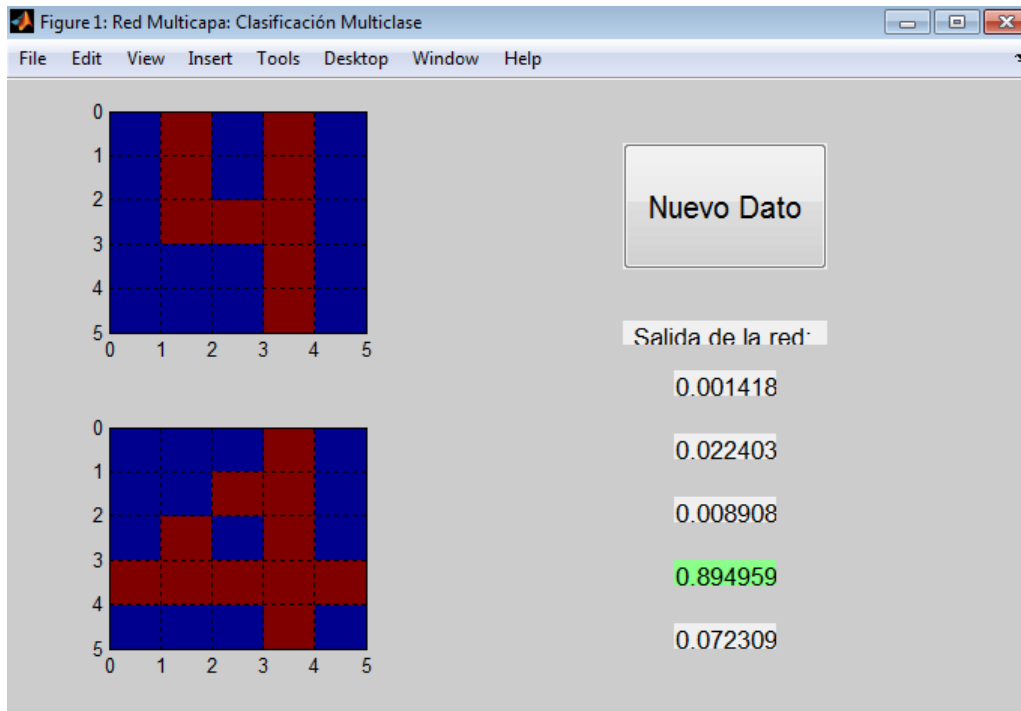 Figure 1: Red Multicapa: Clasificación Multiclase
File Edit View Insert Tools Desktop Window Help
0
1
2
3
4
5
0 1 2 3 4 5
Nuevo Dato
Salida de la red:
0.001418
0.022403
0.008908
0.894959
0.072309
0
1
2
3
4
5
0 1 2 3 4 5